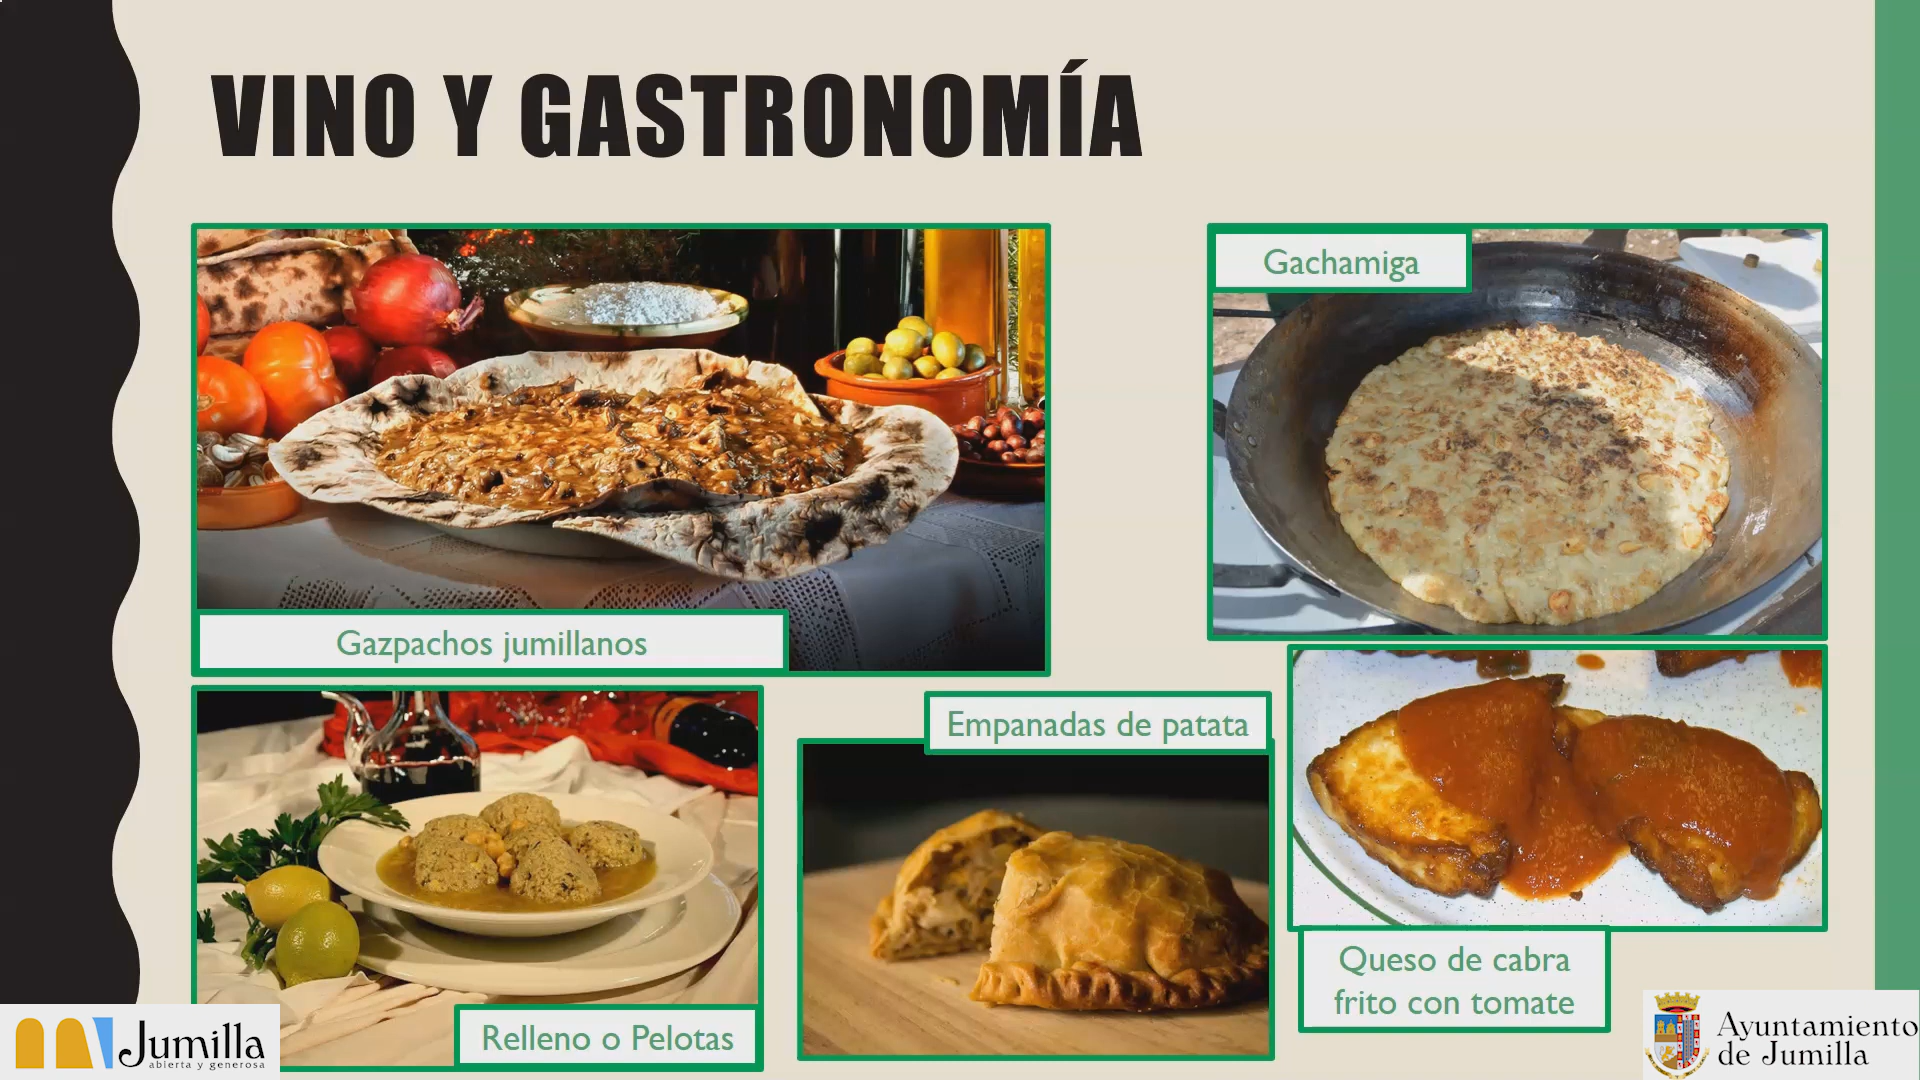 VINO Y GASTRONOMÍA
Gazpachos jumillanos
Gachamiga
Relleno o Pelotas
Empanadas de patata
Queso de cabra
frito con tomate
Jumilla
abierta y generosa
Ayuntamiento
de Jumilla